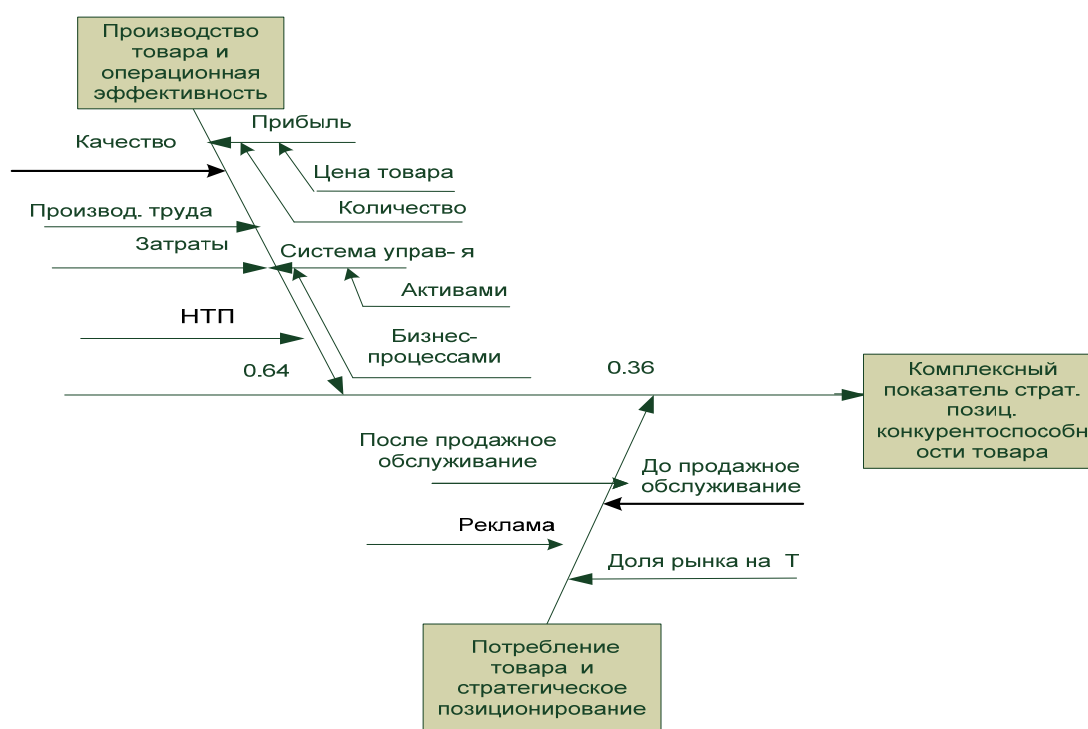 Производство
товара и
операционная
эффективность
Прибыль
Качество
Цена товара
Количество
Производ. труда
Затраты
Система управ- я
Активами
НТП
Бизнес-
процессами
0.64
0.36
Комплексный
показатель страт.
позиц.
конкурентоспособн
ости товара
После продажное
обслуживание
До продажное
обслуживание
Реклама
Доля рынка на Т
Потребление
товара и
стратегическое
позиционирование